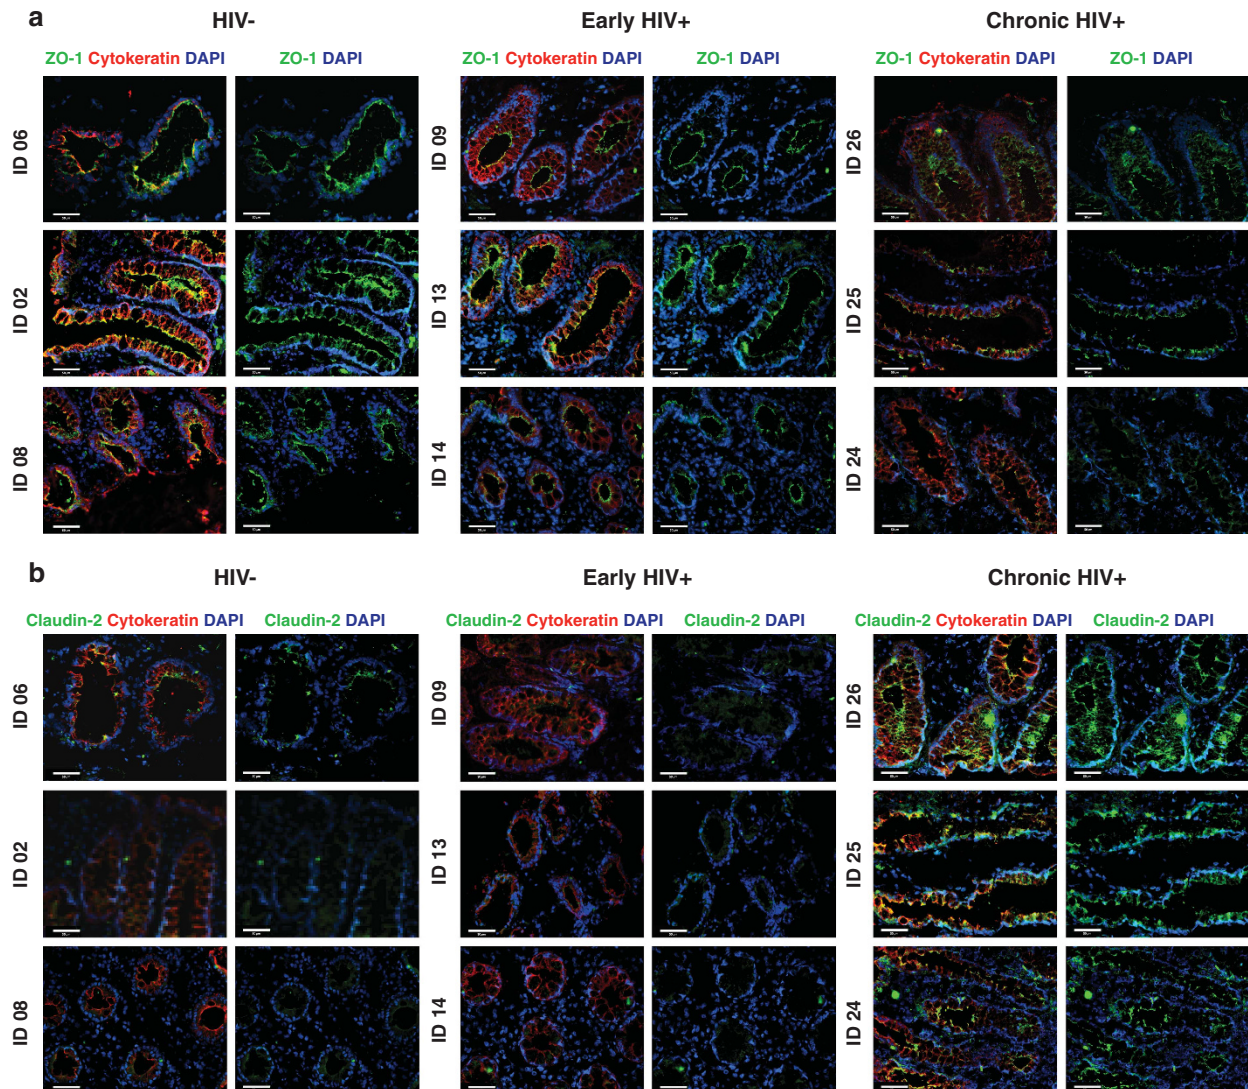 a
HIV-
Early HIV+
Chronic HIV+
ZO-1 Cytokeratin DAPI
ZO-1 DAPI
ZO-1 Cytokeratin DAPI
ZO-1 DAPI
ZO-1 Cytokeratin DAPI
ZO-1 DAPI
ID 06
ID 09
ID 26
ID 02
ID 13
ID 25
ID 08
ID 14
ID 24
b
HIV-
Early HIV+
Chronic HIV+
Claudin-2 Cytokeratin DAPI
Claudin-2 DAPI
Claudin-2 Cytokeratin DAPI
Claudin-2 DAPI
Claudin-2 Cytokeratin DAPI
Claudin-2 DAPI
ID 06
ID 09
ID 26
ID 02
ID 13
ID 25
ID 08
ID 14
ID 24